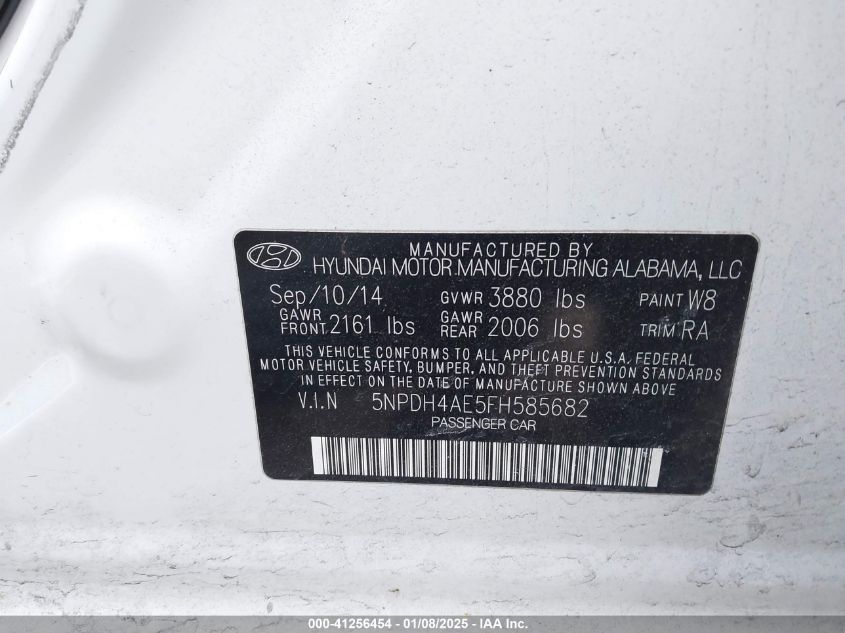 MANUFACTURED BY
HYUNDAI MOTOR MANUFACTURING ALABAMA, LLC
Sep/10/14 GVWR 3880 lbs PAINT W8
GAWR FRONT 2161 lbs GAWR REAR 2006 lbs TRIM RA
THIS VEHICLE CONFORMS TO ALL APPLICABLE U.S.A. FEDERAL
MOTOR VEHICLE SAFETY, BUMPER, AND THEFT PREVENTION STANDARDS
IN EFFECT ON THE DATE OF MANUFACTURE SHOWN ABOVE.
V.I.N 5NPDH4AE5FH585682
PASSENGER CAR
000-41256454 - 01/08/2025 - IAA Inc.